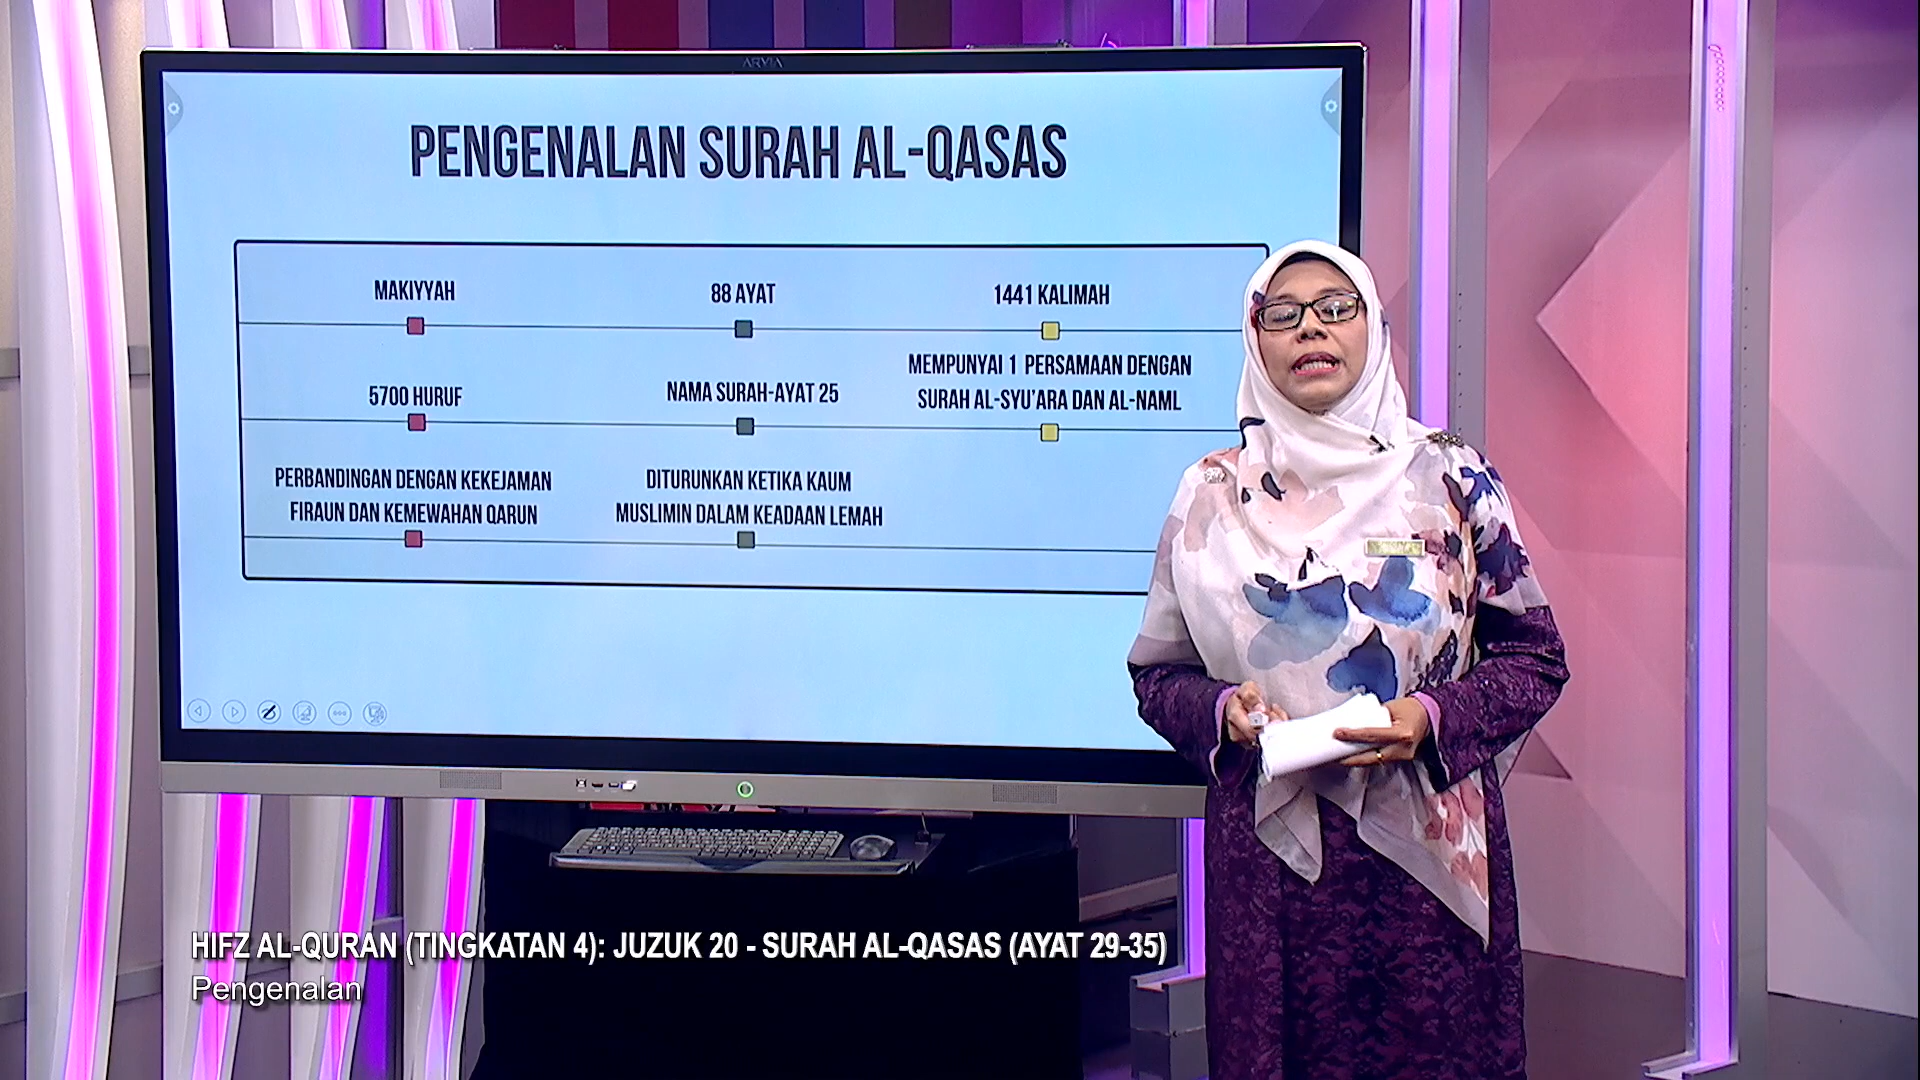 ARVIA
PENGENALAN SURAH AL-QASAS
MAKIYYAH
88 AYAT
1441 KALIMAH
5700 HURUF
NAMA SURAH-AYAT 25
MEMPUNYAI 1 PERSAMAAN DENGAN
SURAH AL-SYU'ARA DAN AL-NAML
PERBANDINGAN DENGAN KEKEJAMAN
FIRAUN DAN KEMEWAHAN QARUN
DITURUNKAN KETIKA KAUM
MUSLIMIN DALAM KEADAAN LEMAH
HIFZ AL-QURAN (TINGKATAN 4): JUZUK 20 - SURAH AL-QASAS (AYAT 29-35)
Pengenalan